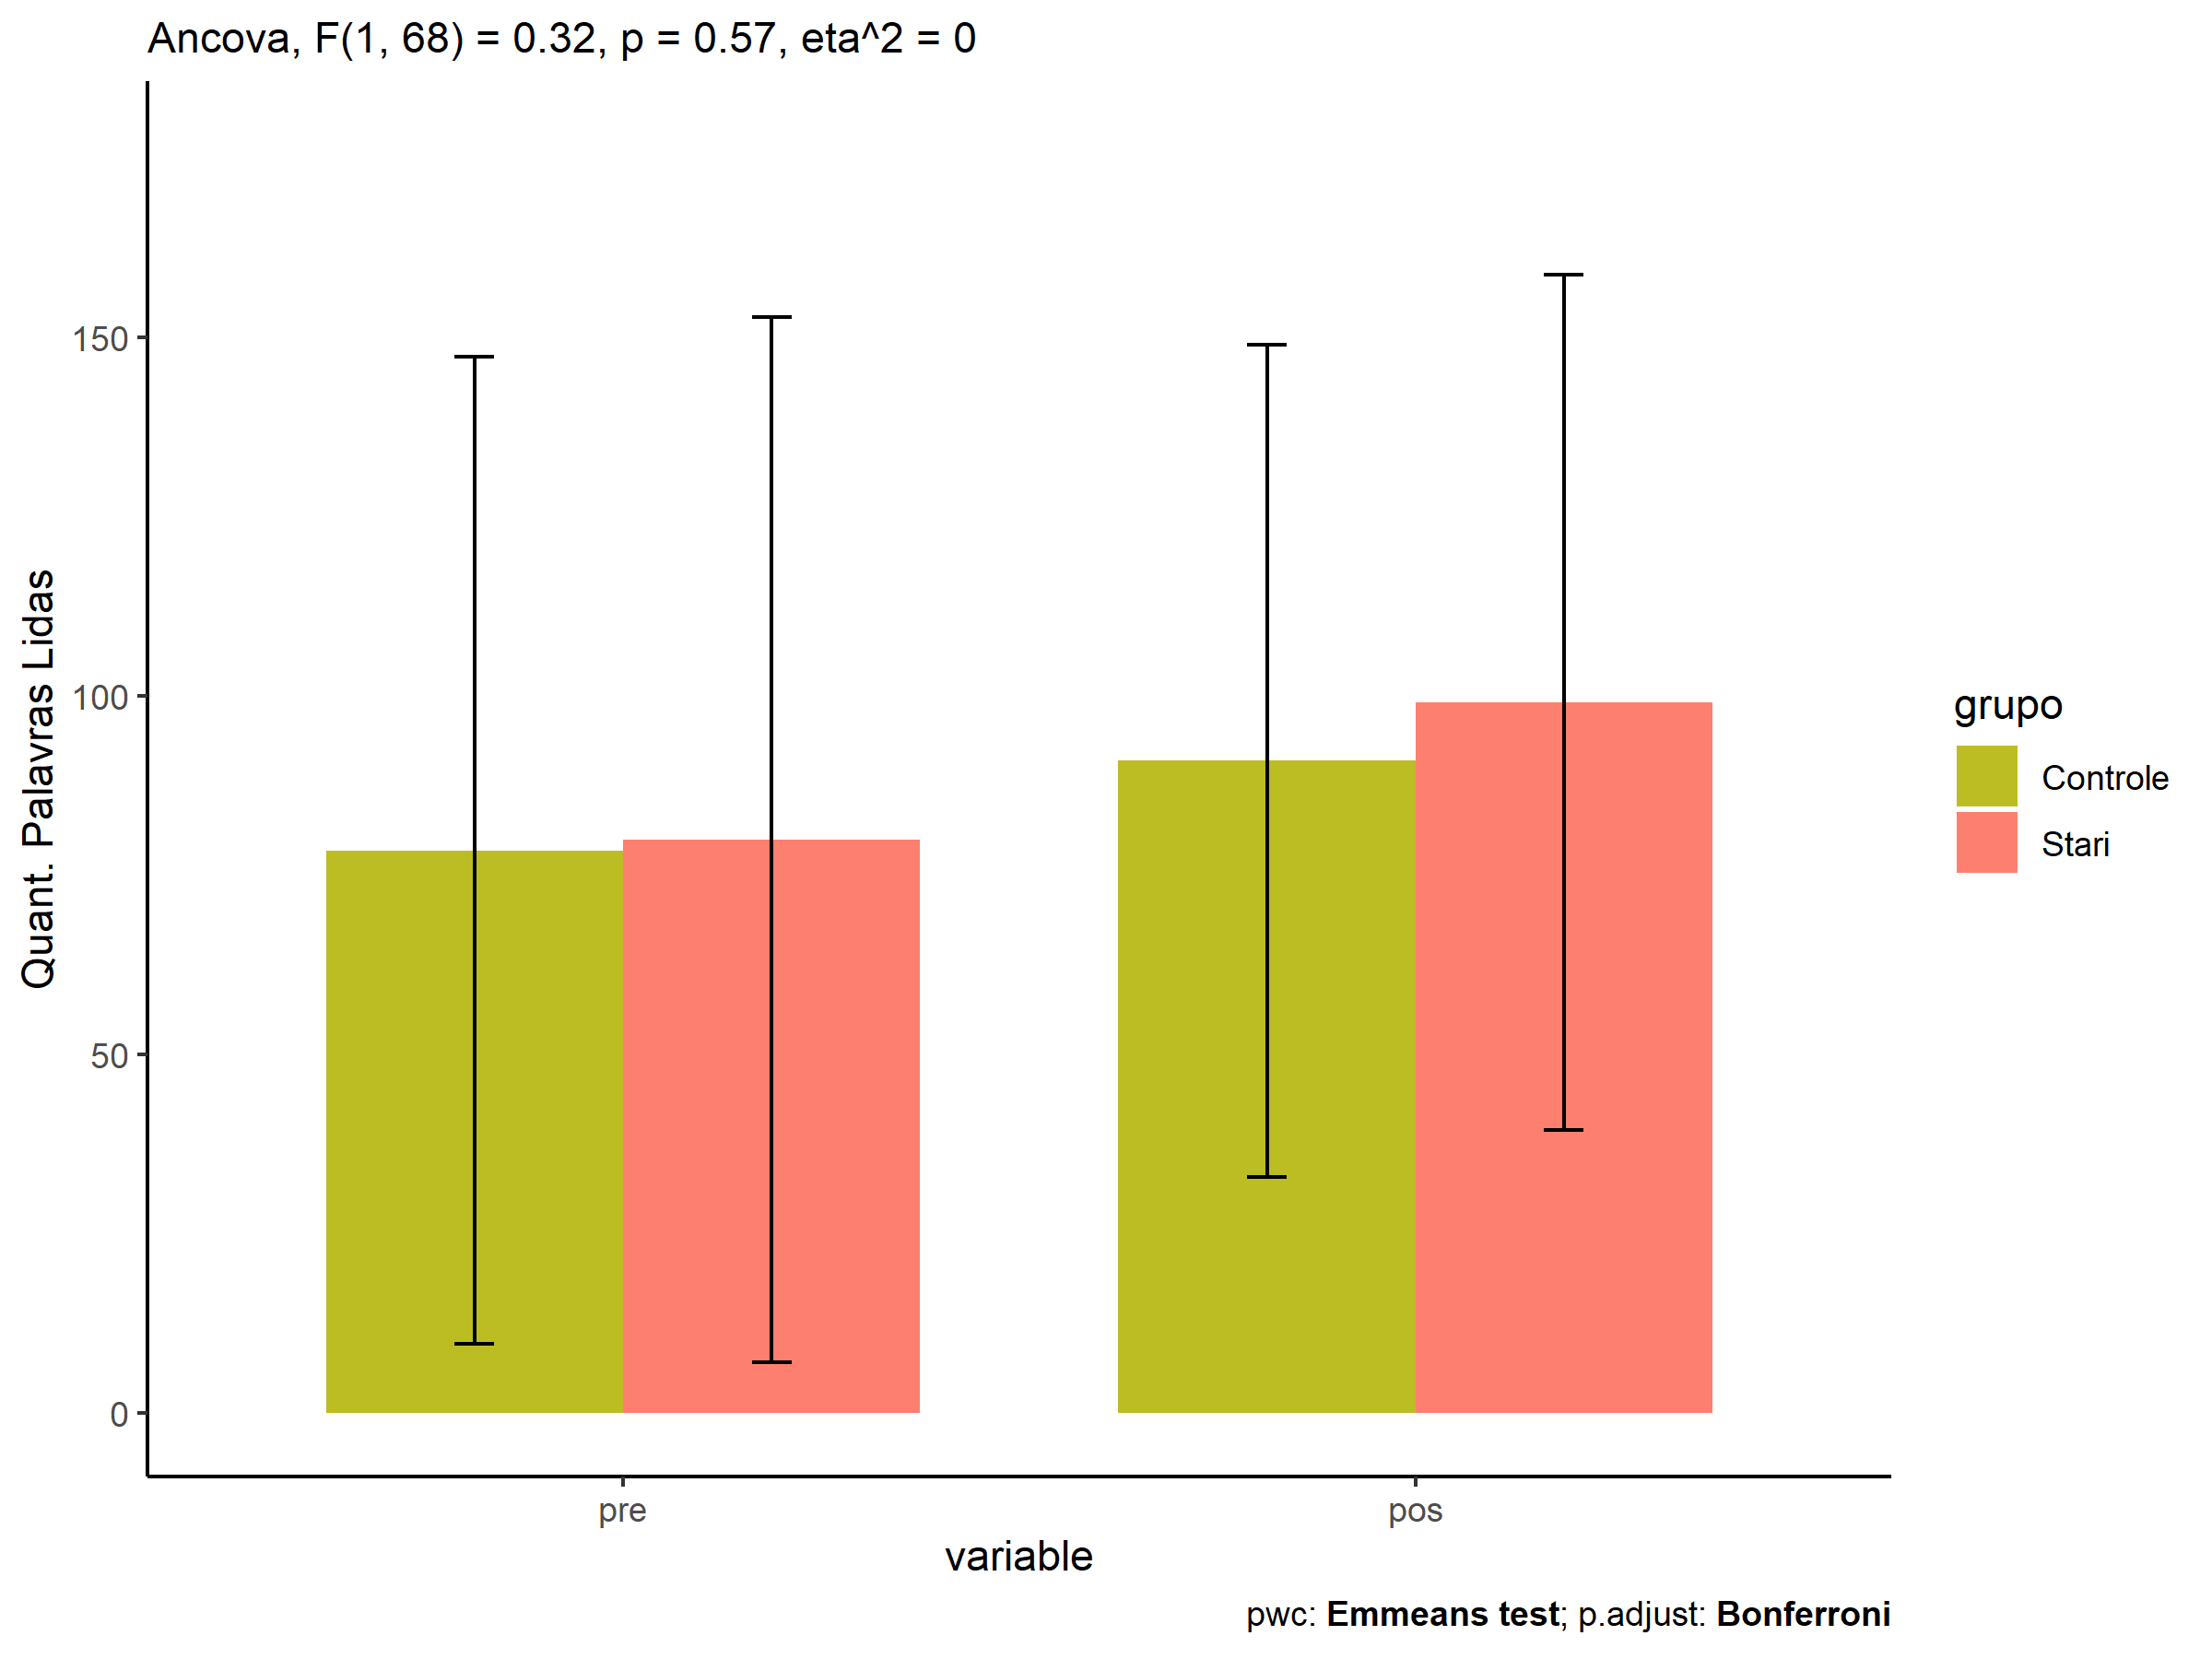 Ancova, F(1, 68) = 0.32, p = 0.57, eta^2 = 0
Quant. Palavras Lidas
150
100
50
0
pre
pos
variable
grupo
Controle
Stari
pwc: Emmeans test; p.adjust: Bonferroni